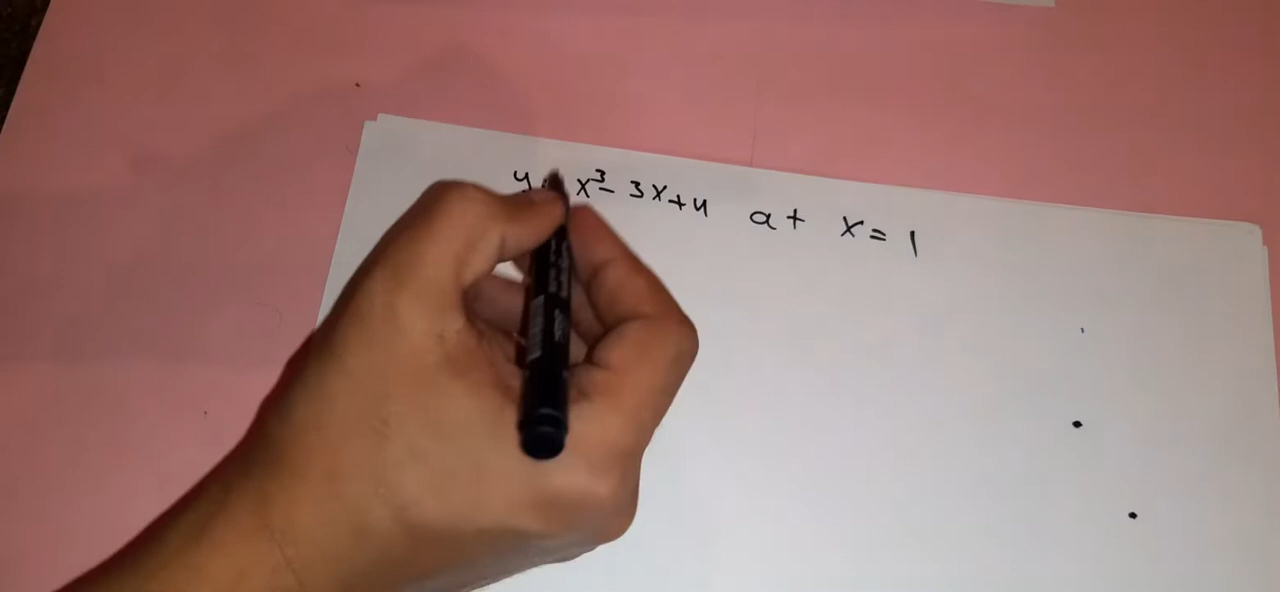 y = x³ - 3x + 4 at x = 1